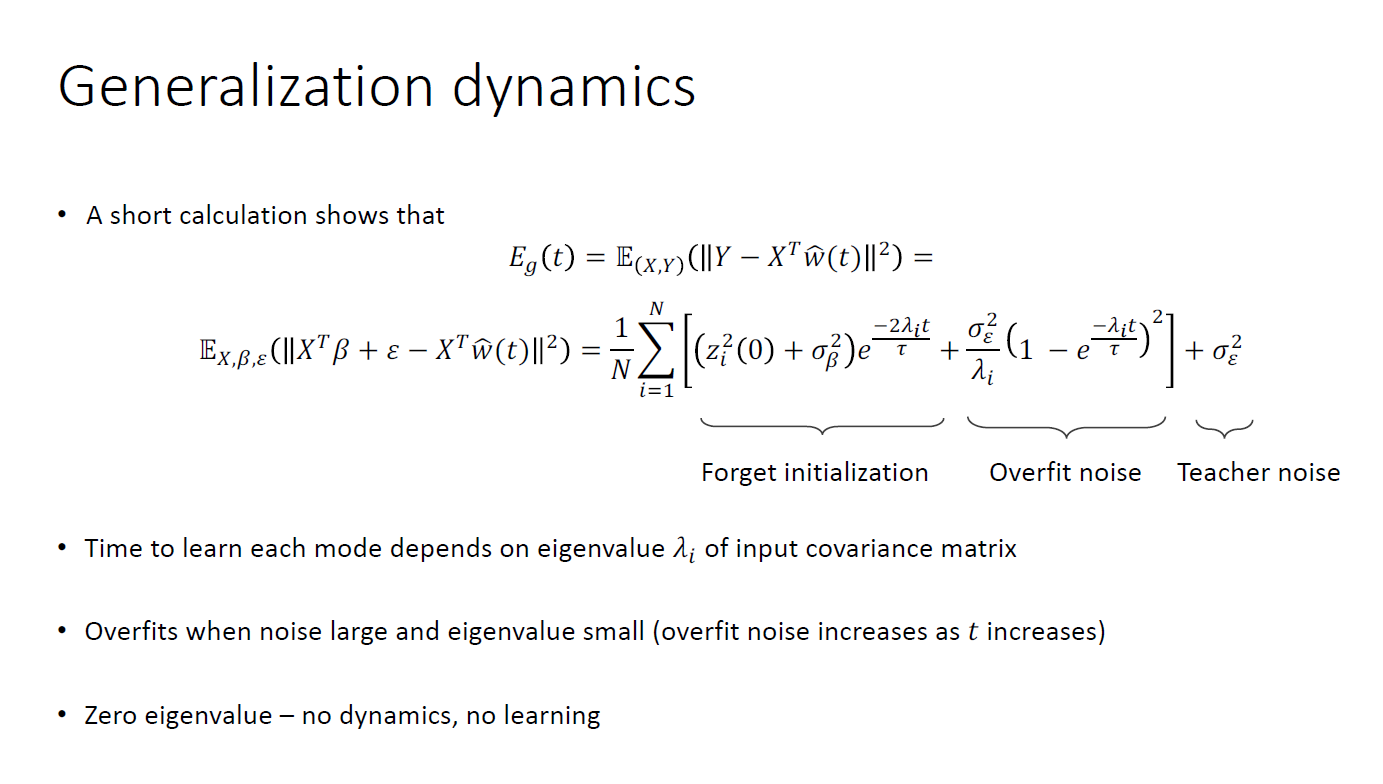 Generalization dynamics
• A short calculation shows that
$E_g(t) = \mathbb{E}_{(X,Y)}(\|Y - X^T\widehat{w}(t)\|^2) =$
$\mathbb{E}_{X,\beta,\varepsilon}(\|X^T\beta + \varepsilon - X^T\widehat{w}(t)\|^2) = \frac{1}{N}\sum_{i=1}^{N}\left[(z_i^2(0) + \sigma_\beta^2)e^{\frac{-2\lambda_i t}{\tau}} + \frac{\sigma_\varepsilon^2}{\lambda_i}(1 - e^{\frac{-\lambda_i t}{\tau}})^2\right] + \sigma_\varepsilon^2$
Forget initialization Overfit noise Teacher noise
• Time to learn each mode depends on eigenvalue $\lambda_i$ of input covariance matrix
• Overfits when noise large and eigenvalue small (overfit noise increases as $t$ increases)
• Zero eigenvalue – no dynamics, no learning